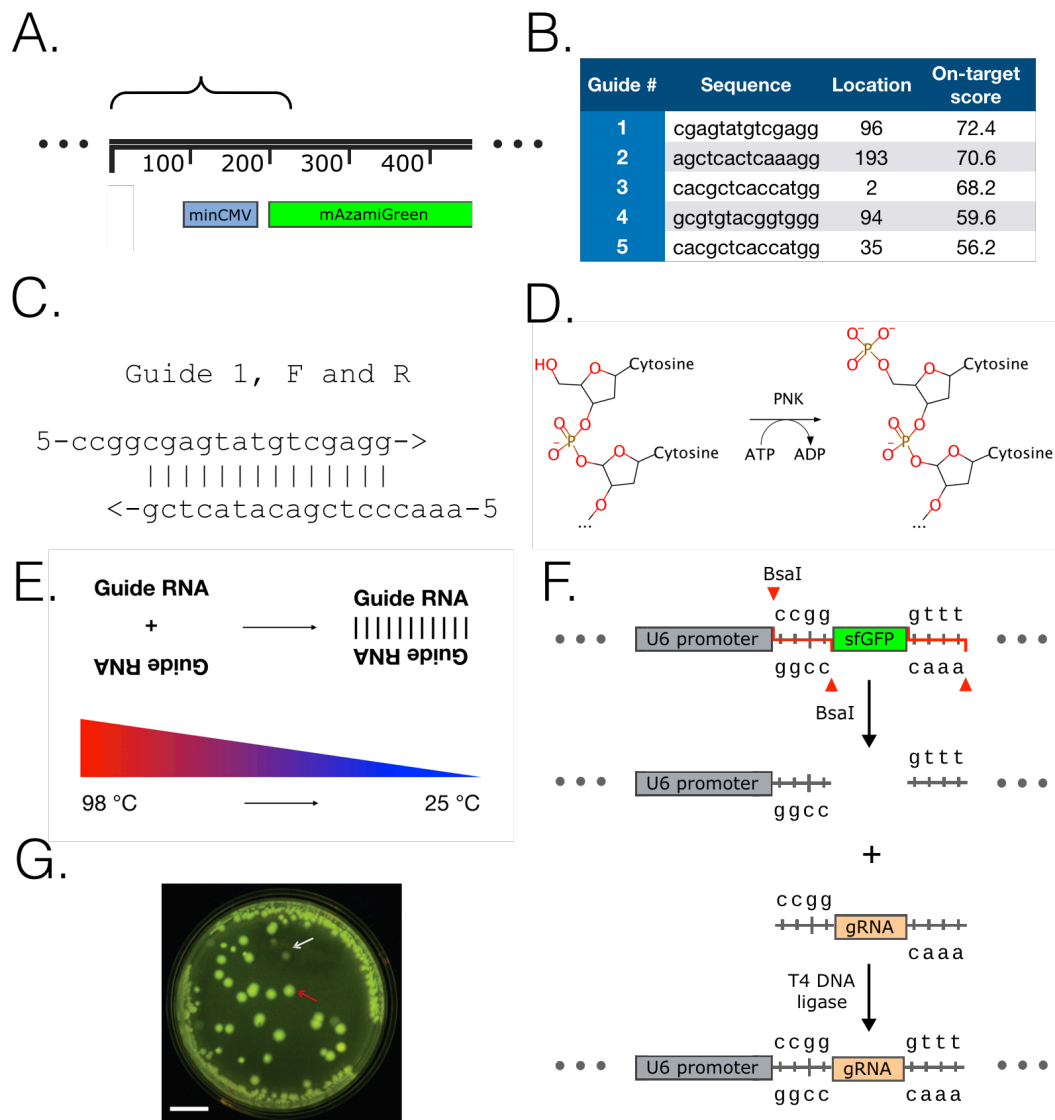 A.
100 200 300 400
minCMV mAzamiGreen
B.
Guide # Sequence Location On-target score
1 cgagtatgtcgagg 96 72.4
2 agctcactcaaagg 193 70.6
3 cacgctcaccatgg 2 68.2
4 gcgtgtacggtggg 94 59.6
5 cacgctcaccatgg 35 56.2
C.
Guide 1, F and R
5-ccggcgagtatgtcgagg->
<-gctcatacagctcccaaa-5
D.
HO O Cytosine
O O P O⁻
O⁻ P O
O Cytosine
O
...
PNK
ATP ADP
O⁻ O⁻
P
O O
O Cytosine
O O
O⁻ P
O O Cytosine
O
...
E.
Guide RNA
+
Guide RNA
Guide RNA
Guide RNA
98 °C 25 °C
F.
BsaI
ccgg gtttt
U6 promoter sfGFP
ggcc caaa
BsaI
gttt
U6 promoter
ggcc
+
ccgg
gRNA
caaa
T4 DNA
ligase
ccgg gttt
U6 promoter gRNA
ggcc caaa
G.